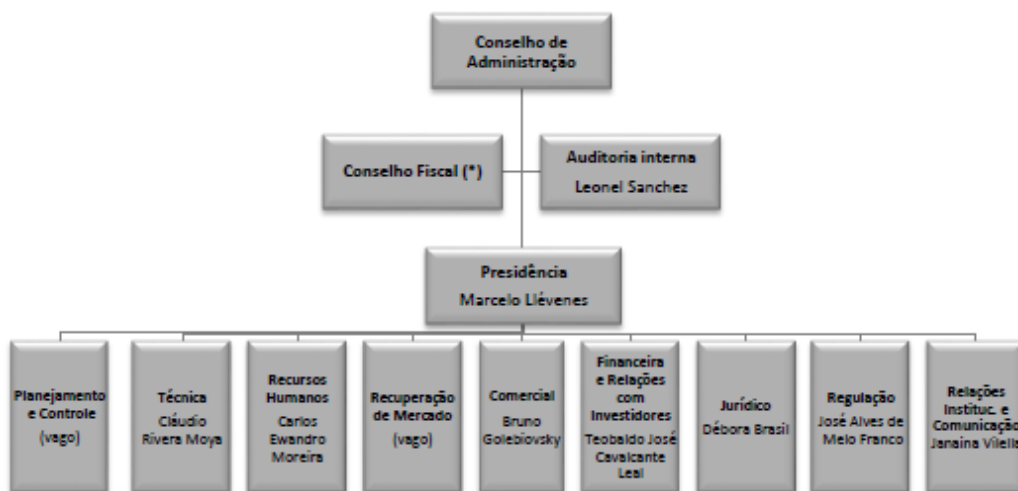 Conselho de
Administração
Conselho Fiscal (*)
Auditoria interna
Leonel Sanchez
Presidência
Marcelo Llévenes
Planejamento
e Controle
(vago)
Técnica
Cláudio
Rivera Moya
Recursos
Humanos
Carlos
Ewandro
Moreira
Recuperação
de Mercado
(vago)
Comercial
Bruno
Golebiovsky
Financeira
e Relações
com
Investidores
Teobaldo José
Cavalcante
Leal
Jurídico
Débora Brasil
Regulação
José Alves de
Melo Franco
Relações
Instituc. e
Comunicação
Janaina Vilella